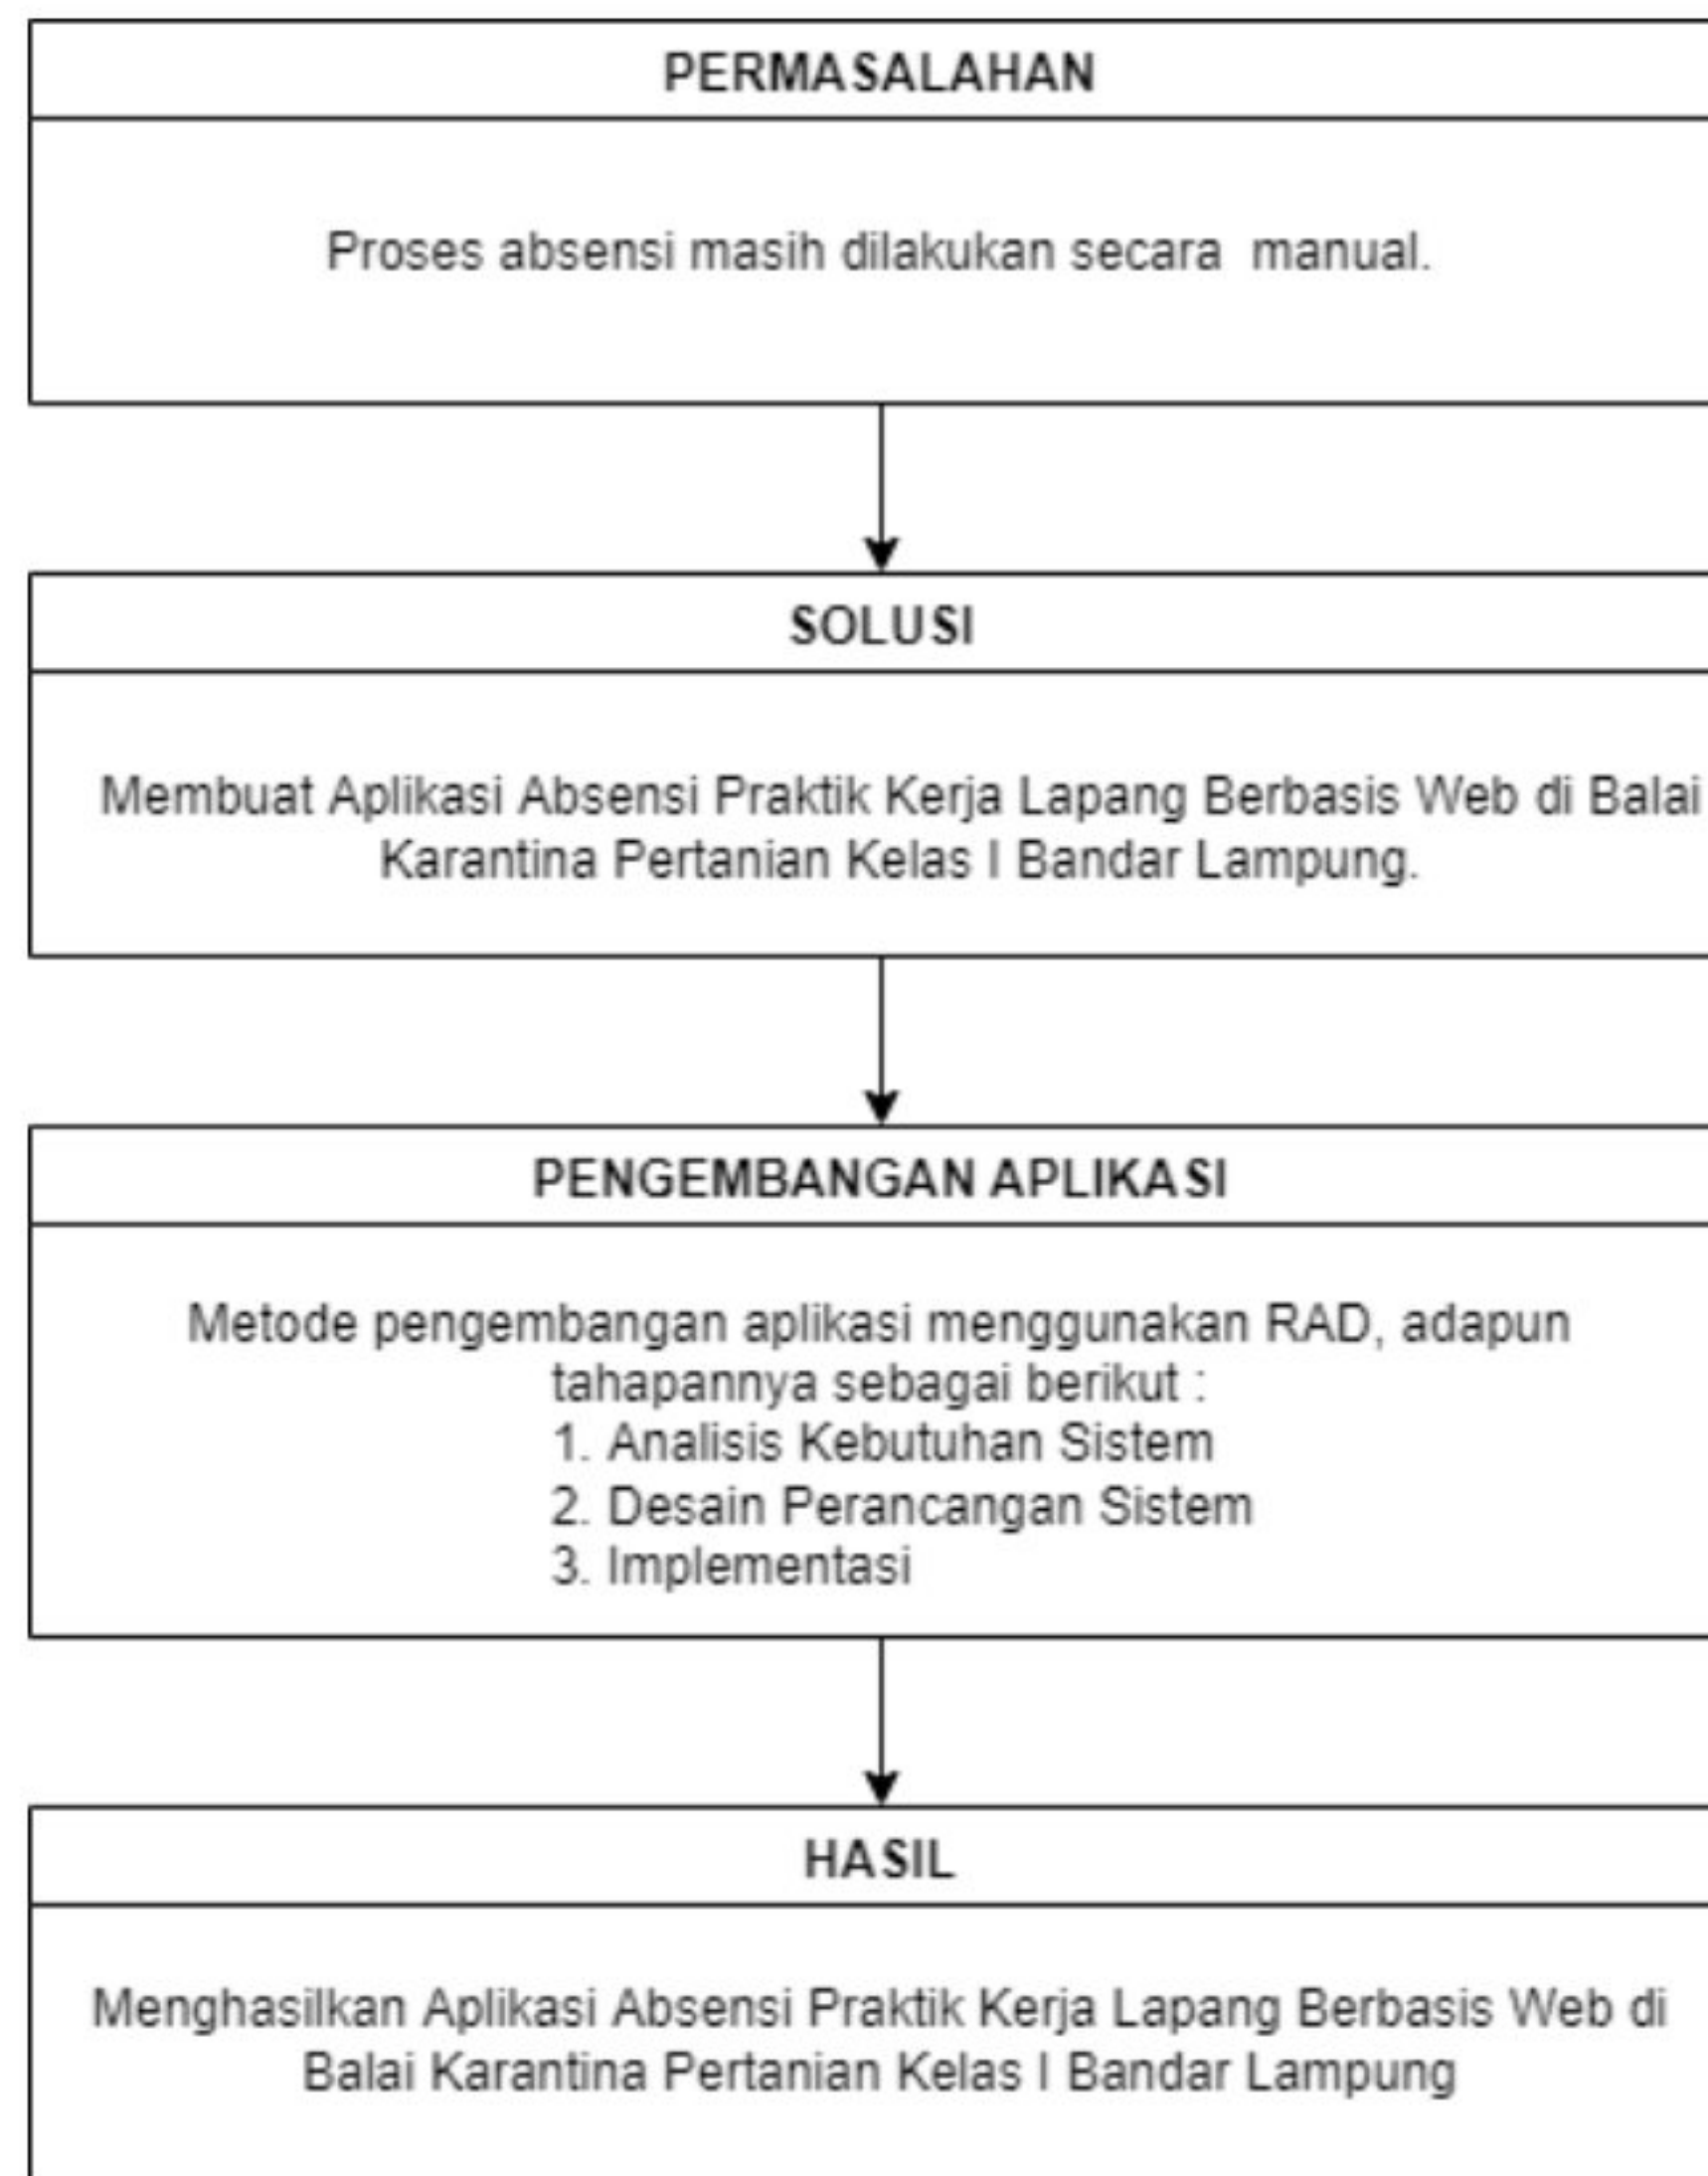 PERMASALAHAN
Proses absensi masih dilakukan secara  manual.
SOLUSI
Membuat Aplikasi Absensi Praktik Kerja Lapang Berbasis Web di Balai
Karantina Pertanian Kelas I Bandar Lampung.
PENGEMBANGAN APLIKASI
Metode pengembangan aplikasi menggunakan RAD, adapun
tahapannya sebagai berikut :
1. Analisis Kebutuhan Sistem
2. Desain Perancangan Sistem
3. Implementasi
HASIL
Menghasilkan Aplikasi Absensi Praktik Kerja Lapang Berbasis Web di
Balai Karantina Pertanian Kelas I Bandar Lampung